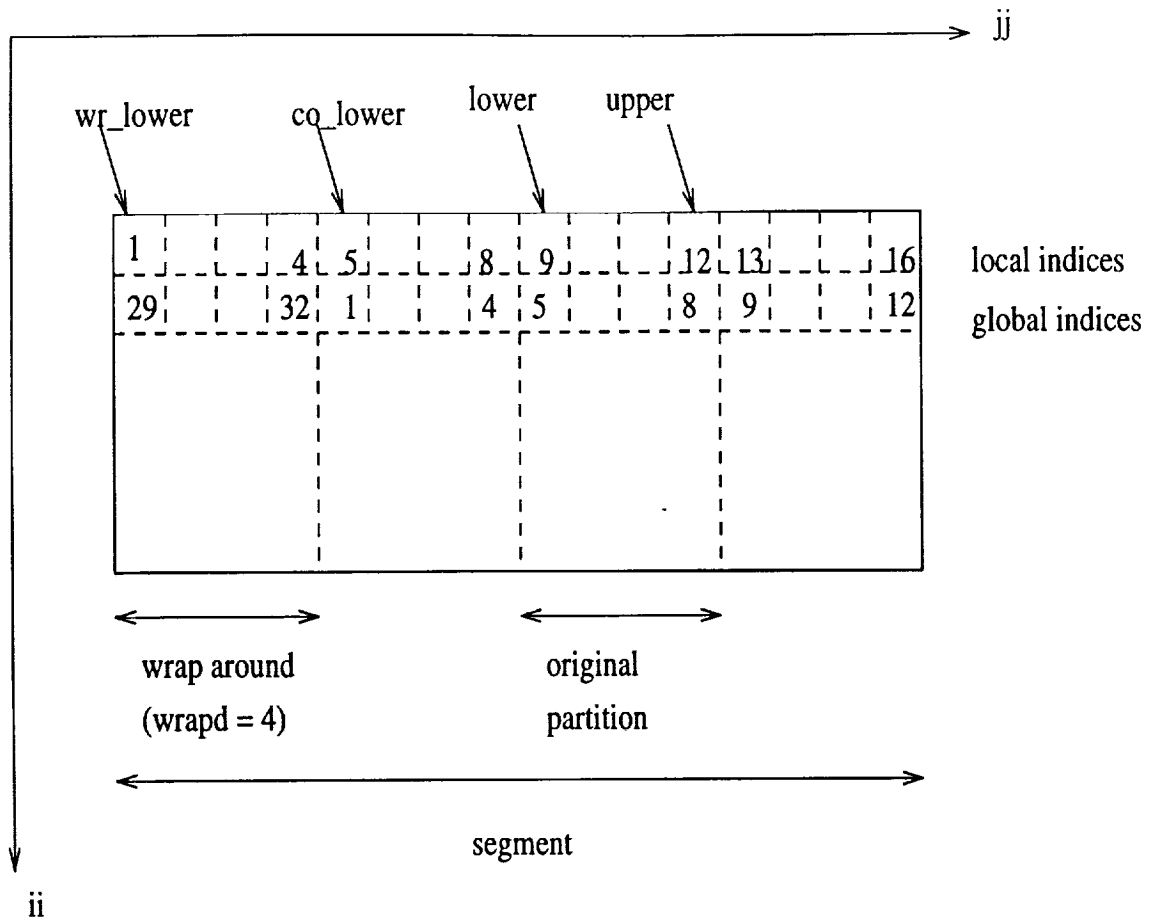 jj
wr_lower co_lower lower upper
1 4 5 8 9 12 13 16 local indices
29 32 1 4 5 8 9 12 global indices
wrap around original
(wrapd = 4) partition
segment
ii